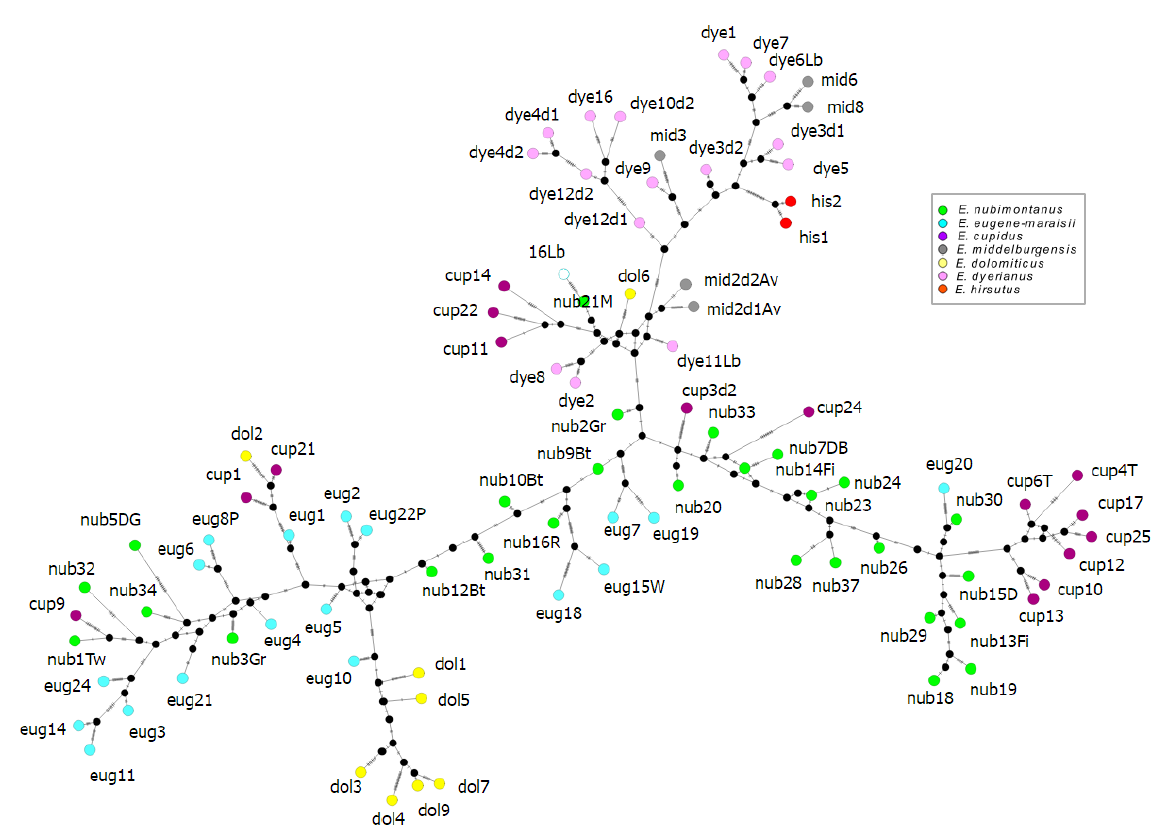 dye1
dye7
dye6Lb
mid6
mid8
dye16
dye10d2
dye4d1
mid3
dye3d2
dye3d1
dye4d2
dye9
dye5
dye12d2
dye12d1
his2
his1
E. nubimontanus
E. eugene-maraisii
E. cupidus
E. middelburgensis
E. dolomiticus
E. dyerianus
E. hirsutus
16Lb
cup14
dol6
mid2d2Av
nub21M
cup22
mid2d1Av
cup11
dye11Lb
dye8
dye2
cup3d2
cup24
nub33
nub2Gr
dol2
cup21
nub9Bt
nub7DB
nub14Fi
cup1
nub10Bt
nub24
eug20
cup4T
cup6T
eug2
nub30
cup17
nub5DG
eug8P
eug1
eug22P
nub20
nub23
eug7
eug19
cup25
eug6
nub16R
nub26
cup12
nub32
nub31
nub28
nub37
nub34
nub12Bt
eug15W
nub15D
cup10
cup9
eug18
cup13
eug5
eug4
nub29
nub13Fi
nub1Tw
nub3Gr
eug10
dol1
eug24
eug21
dol5
nub19
nub18
eug14
eug3
eug11
dol3
dol7
dol9
dol4